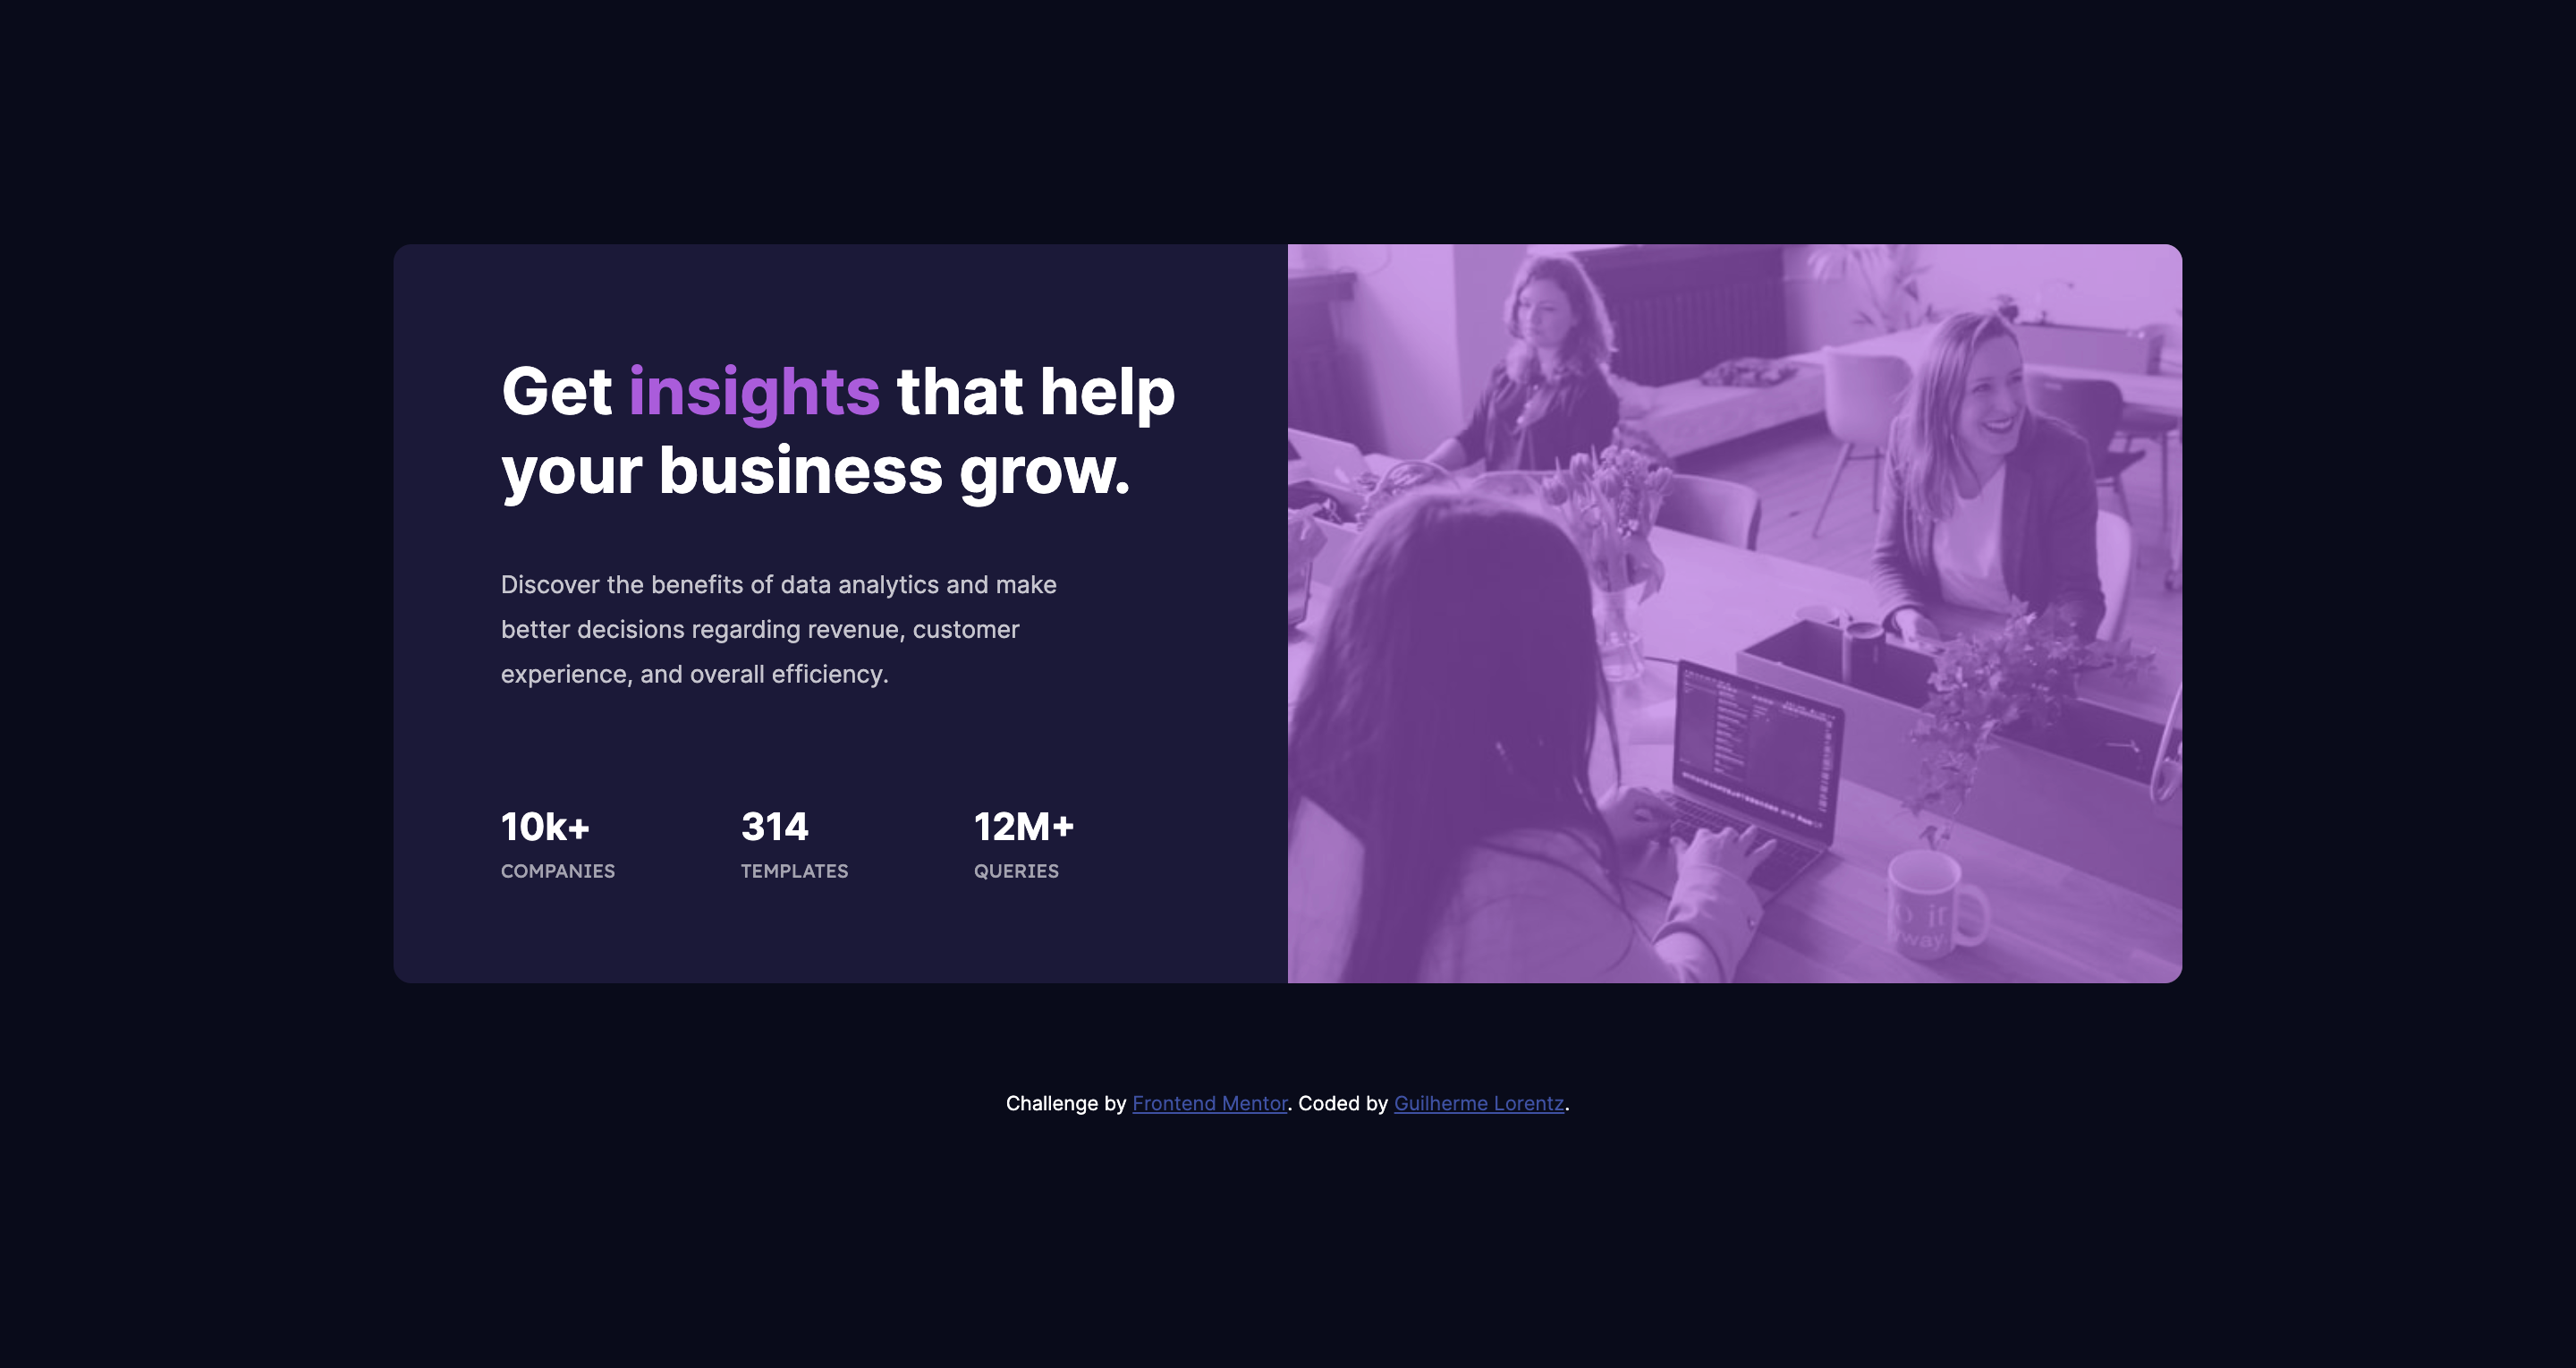 Get insights that help
your business grow.
Discover the benefits of data analytics and make
better decisions regarding revenue, customer
experience, and overall efficiency.
10k+
COMPANIES
314
TEMPLATES
12M+
QUERIES
it
Challenge by Frontend Mentor. Coded by Guilherme Lorentz.